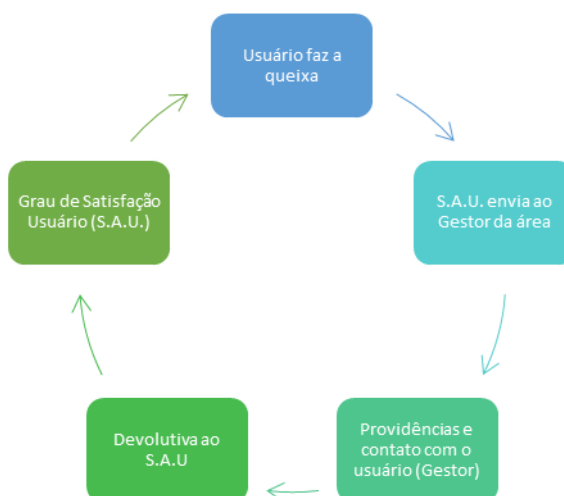 Usuário faz a
queixa
S.A.U. envia ao
Gestor da área
Providências e
contato com o
usuário (Gestor)
Devolutiva ao
S.A.U
Grau de Satisfação
Usuário (S.A.U.)